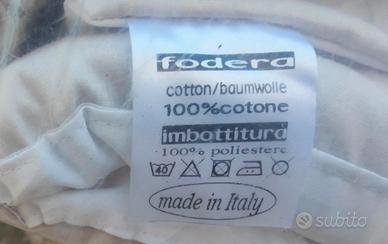 fodera
cotton/baumwolle
100%cotone
imbottitura
100% poliestere
40
made in Italy
subito